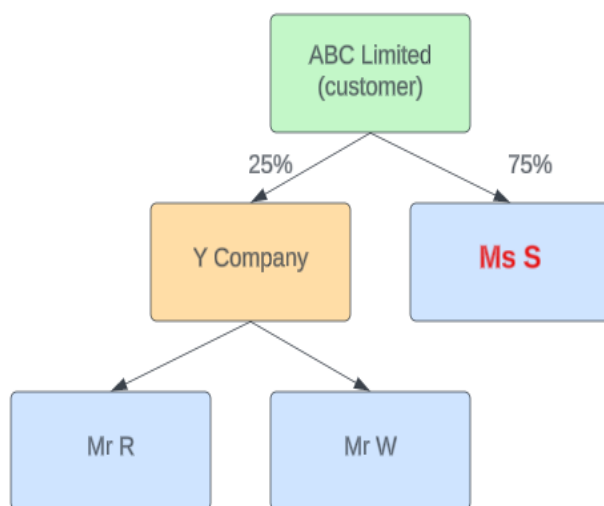 ABC Limited
(customer)
25%
75%
Y Company
Ms S
Mr R
Mr W